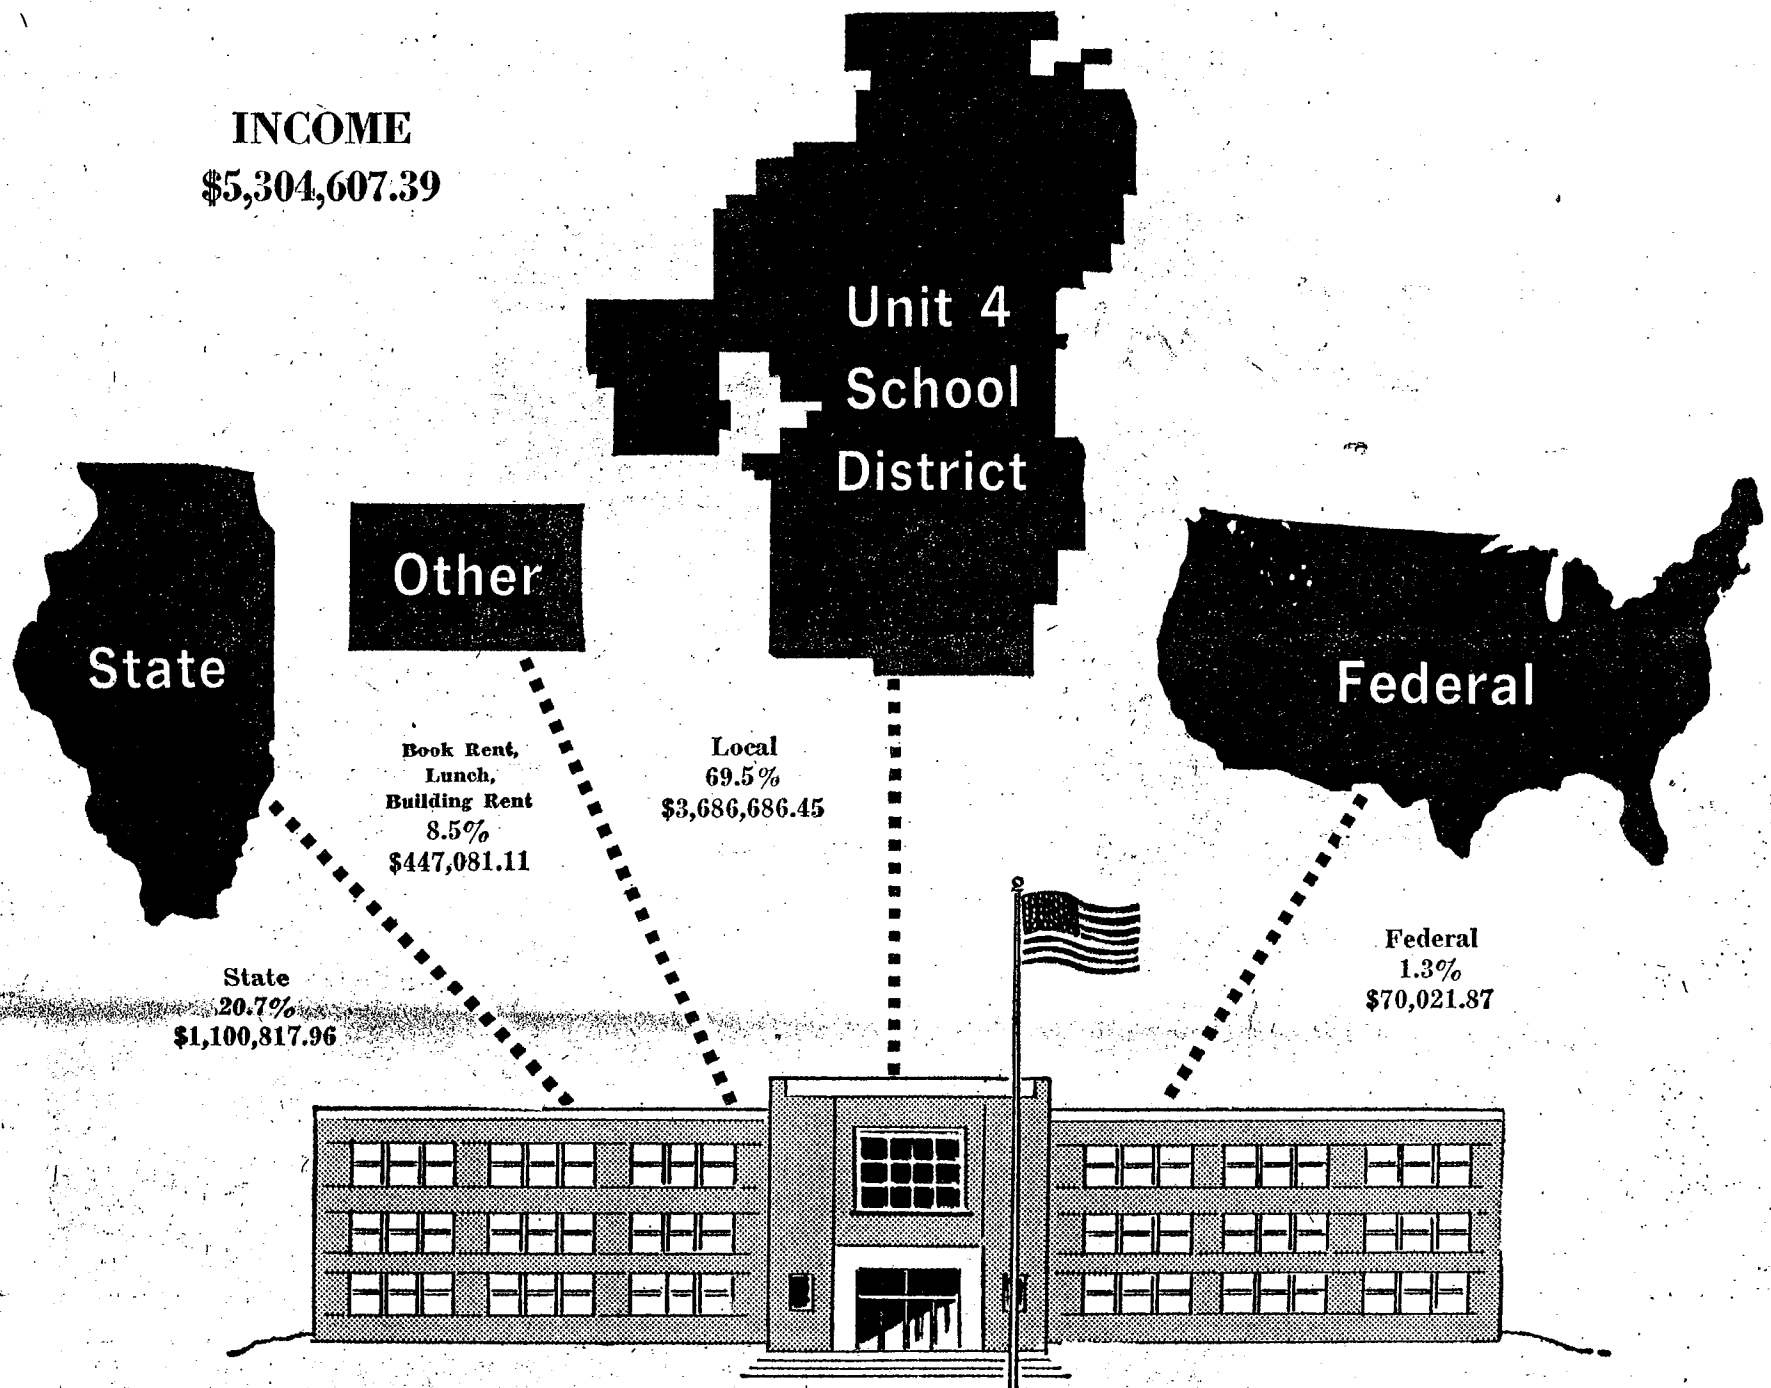 INCOME
$5,304,607.39
Unit 4
School
District
State
Other
Federal
Book Rent,
Lunch,
Building Rent
8.5%
$447,081.11
Local
69.5%
$3,686,686.45
State
20.7%
$1,100,817.96
Federal
1.3%
$70,021.87